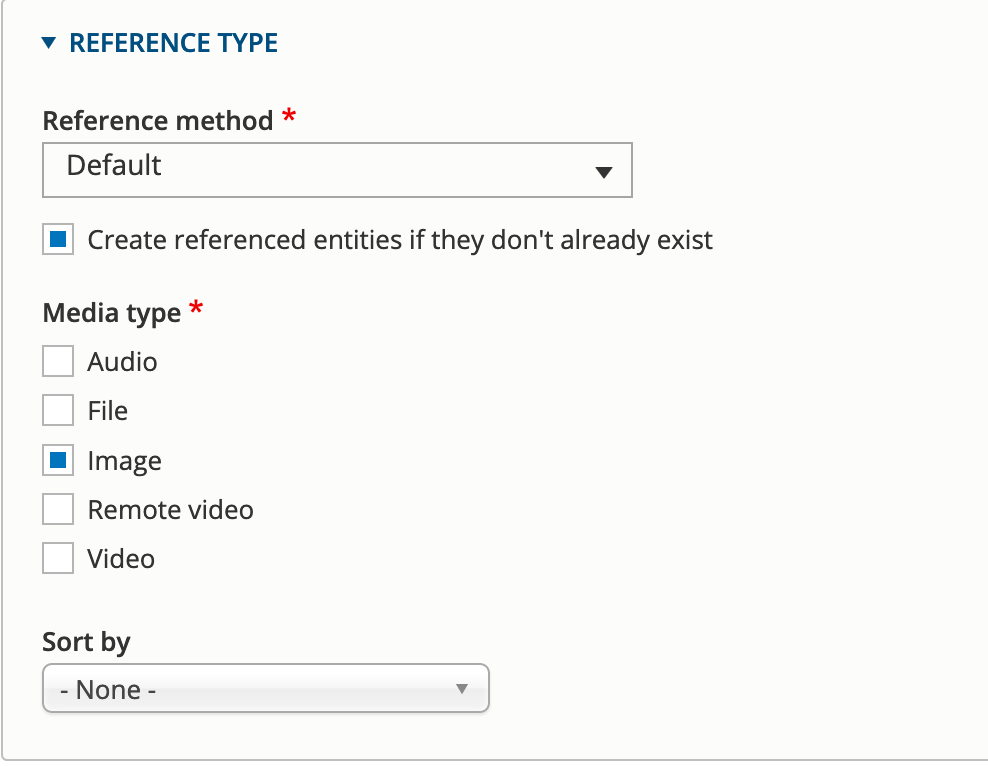 REFERENCE TYPE
Reference method *
Default
Create referenced entities if they don't already exist
Media type *
Audio
File
Image
Remote video
Video
Sort by
- None -